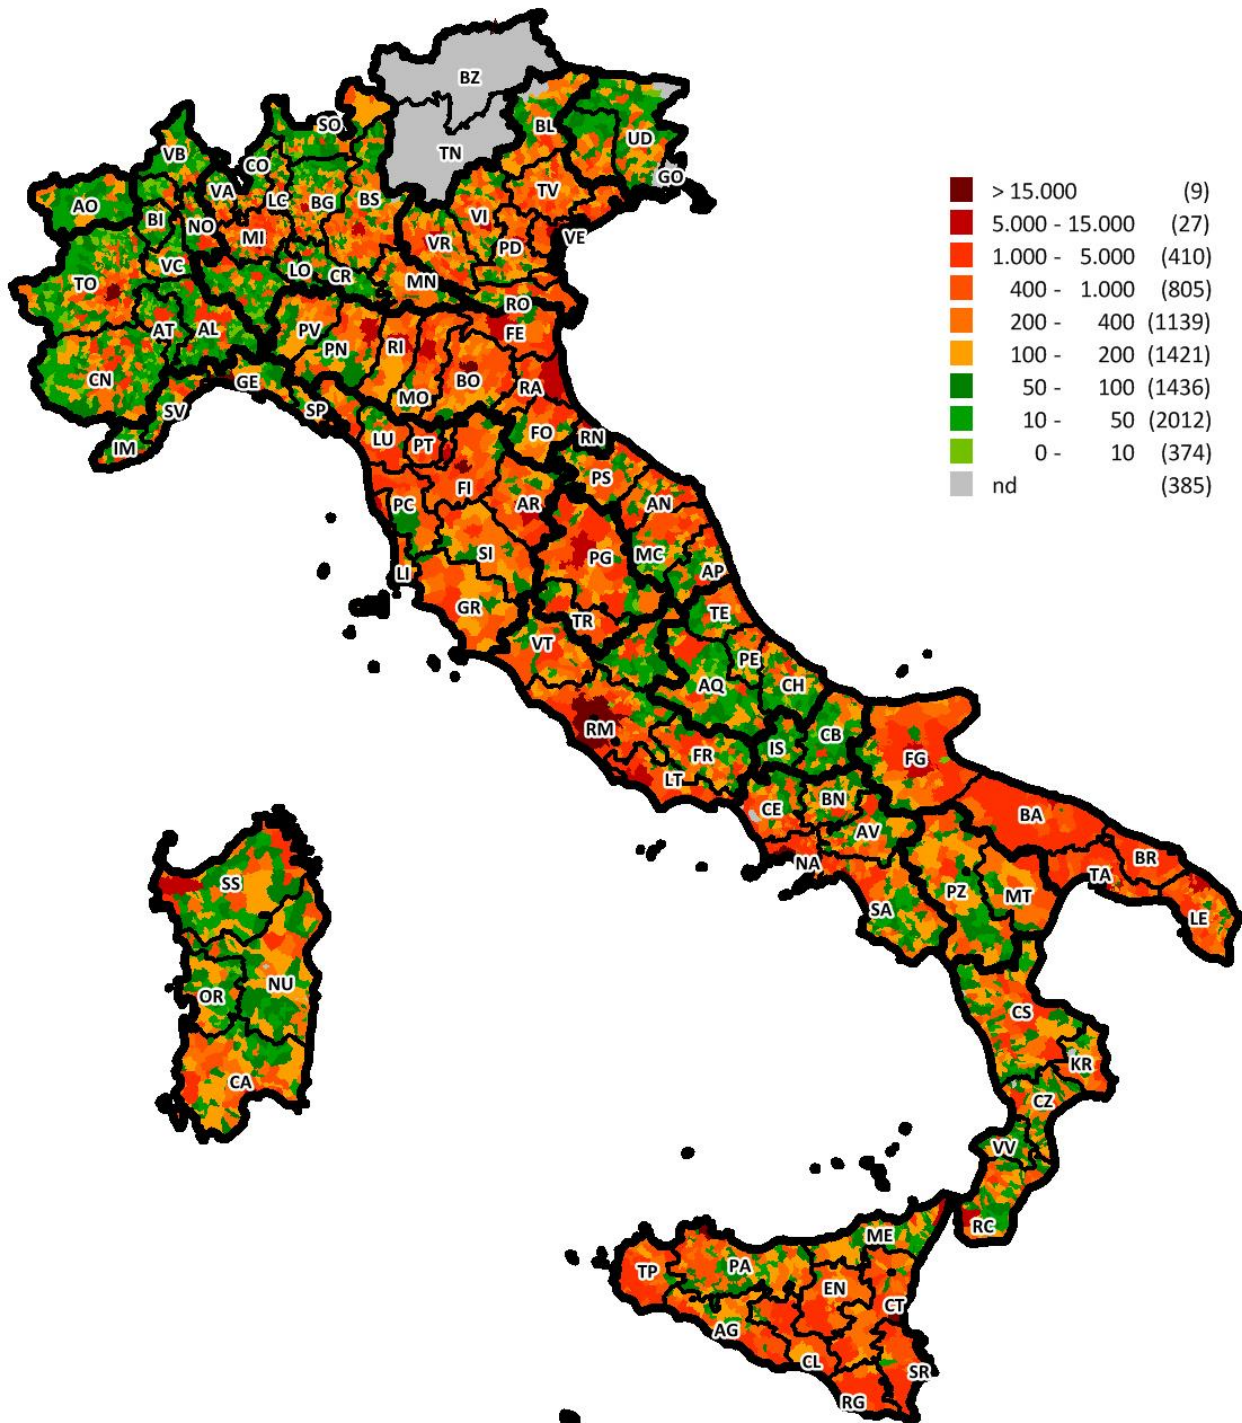 BZ
SO
BL
UD
VB
CO
TN
GO
VA
LC
BG
BS
TV
AO
BI
NO
MI
VI
VE
VR
PD
VC
LO
CR
MN
TO
RO
AT
AL
PV
PN
RI
FE
CN
GE
BO
RA
MO
SV
SP
FO
RN
IM
LU
PT
FI
PS
PC
AR
AN
SI
PG
MC
LI
AP
GR
TR
TE
VT
PE
AQ
CH
RM
FR
IS
CB
FG
LT
CE
BN
BA
AV
NA
BR
TA
SS
SA
PZ
MT
LE
OR
NU
CS
CA
KR
CZ
VV
RC
ME
TP
PA
EN
CT
AG
CL
SR
RG
> 15.000 (9)
5.000 - 15.000 (27)
1.000 - 5.000 (410)
400 - 1.000 (805)
200 - 400 (1139)
100 - 200 (1421)
50 - 100 (1436)
10 - 50 (2012)
0 - 10 (374)
nd (385)